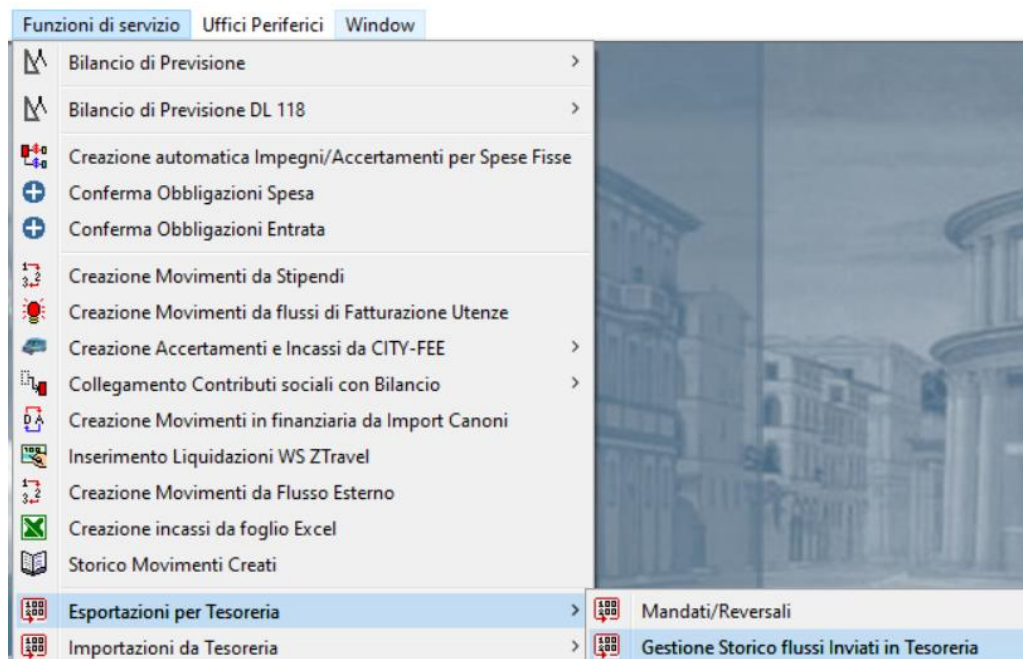 Funzioni di servizio Uffici Periferici Window
Bilancio di Previsione
Bilancio di Previsione DL 118
Creazione automatica Impegni/Accertamenti per Spese Fisse
Conferma Obbligazioni Spesa
Conferma Obbligazioni Entrata
Creazione Movimenti da Stipendi
Creazione Movimenti da flussi di Fatturazione Utenze
Creazione Accertamenti e Incassi da CITY-FEE
Collegamento Contributi sociali con Bilancio
Creazione Movimenti in finanziaria da Import Canoni
Inserimento Liquidazioni WS ZTravel
Creazione Movimenti da Flusso Esterno
Creazione incassi da foglio Excel
Storico Movimenti Creati
Esportazioni per Tesoreria Mandati/Reversali
Importazioni da Tesoreria Gestione Storico flussi Inviati in Tesoreria